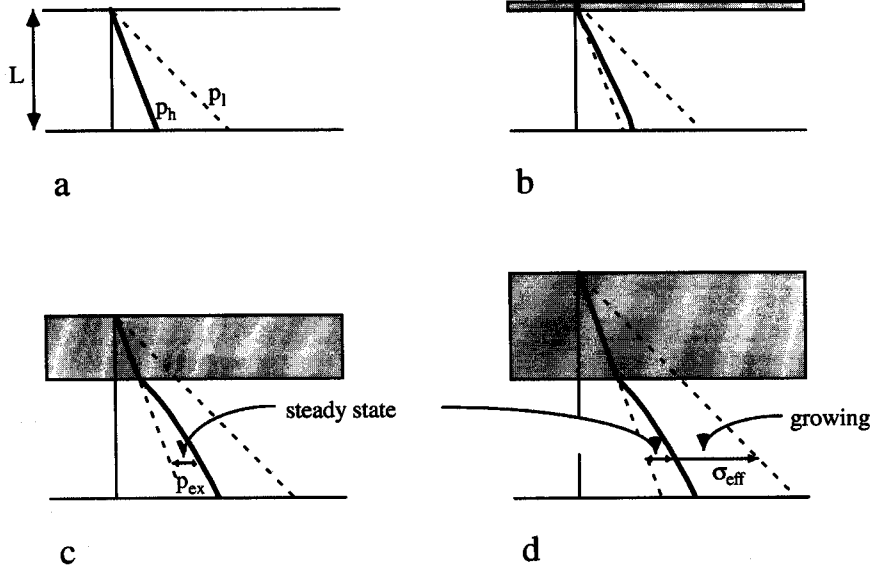 L
p_h
p_l
a
b
steady state
p_ex
growing
σ_eff
c
d